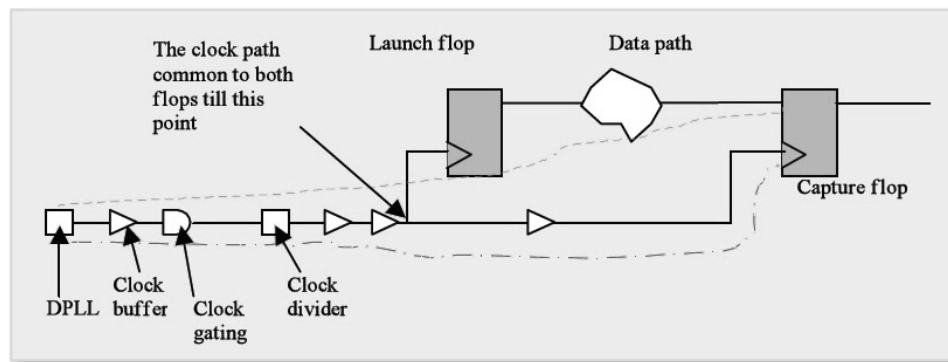 The clock path
common to both
flops till this
point
Launch flop
Data path
Capture flop
DPLL
Clock
buffer
Clock
gating
Clock
divider